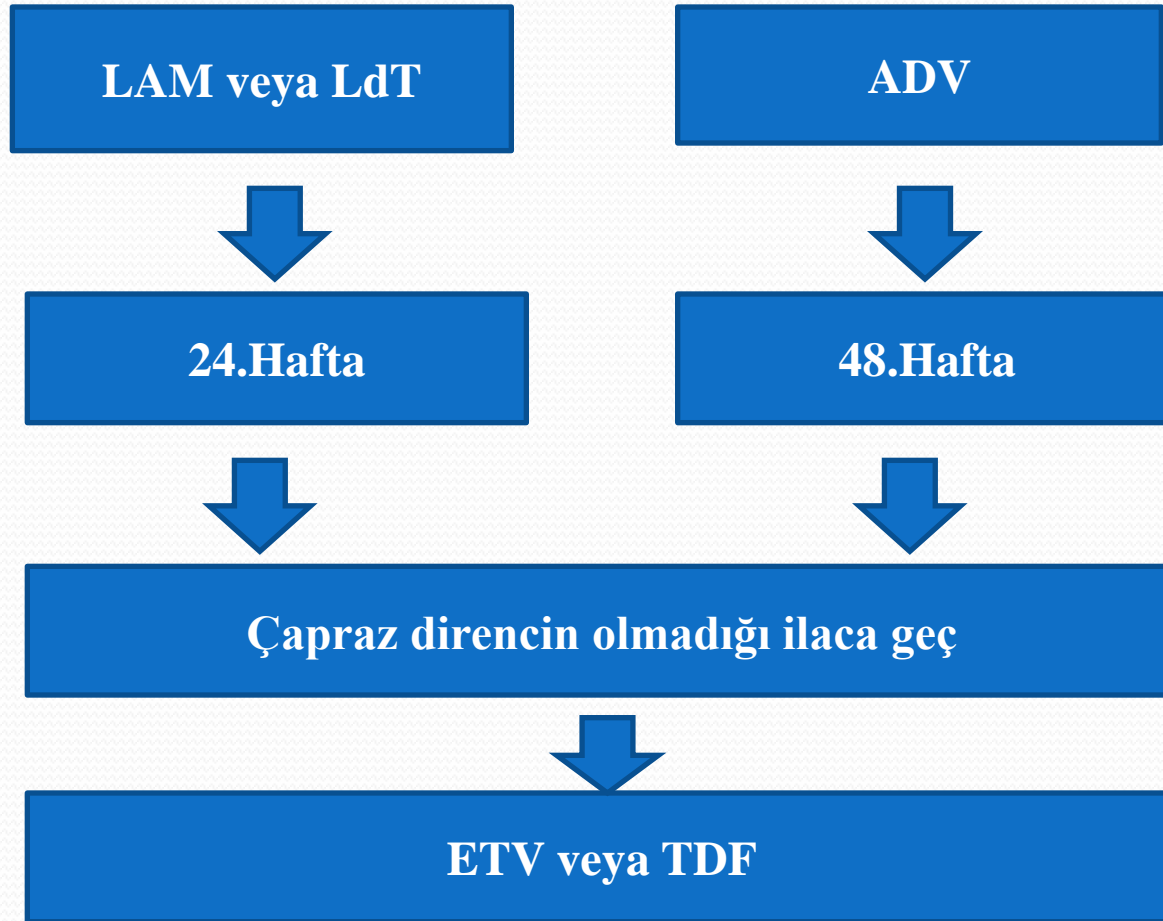 LAM veya LdT
ADV
24.Hafta
48.Hafta
Çapraz direncin olmadığı ilaca geç
ETV veya TDF